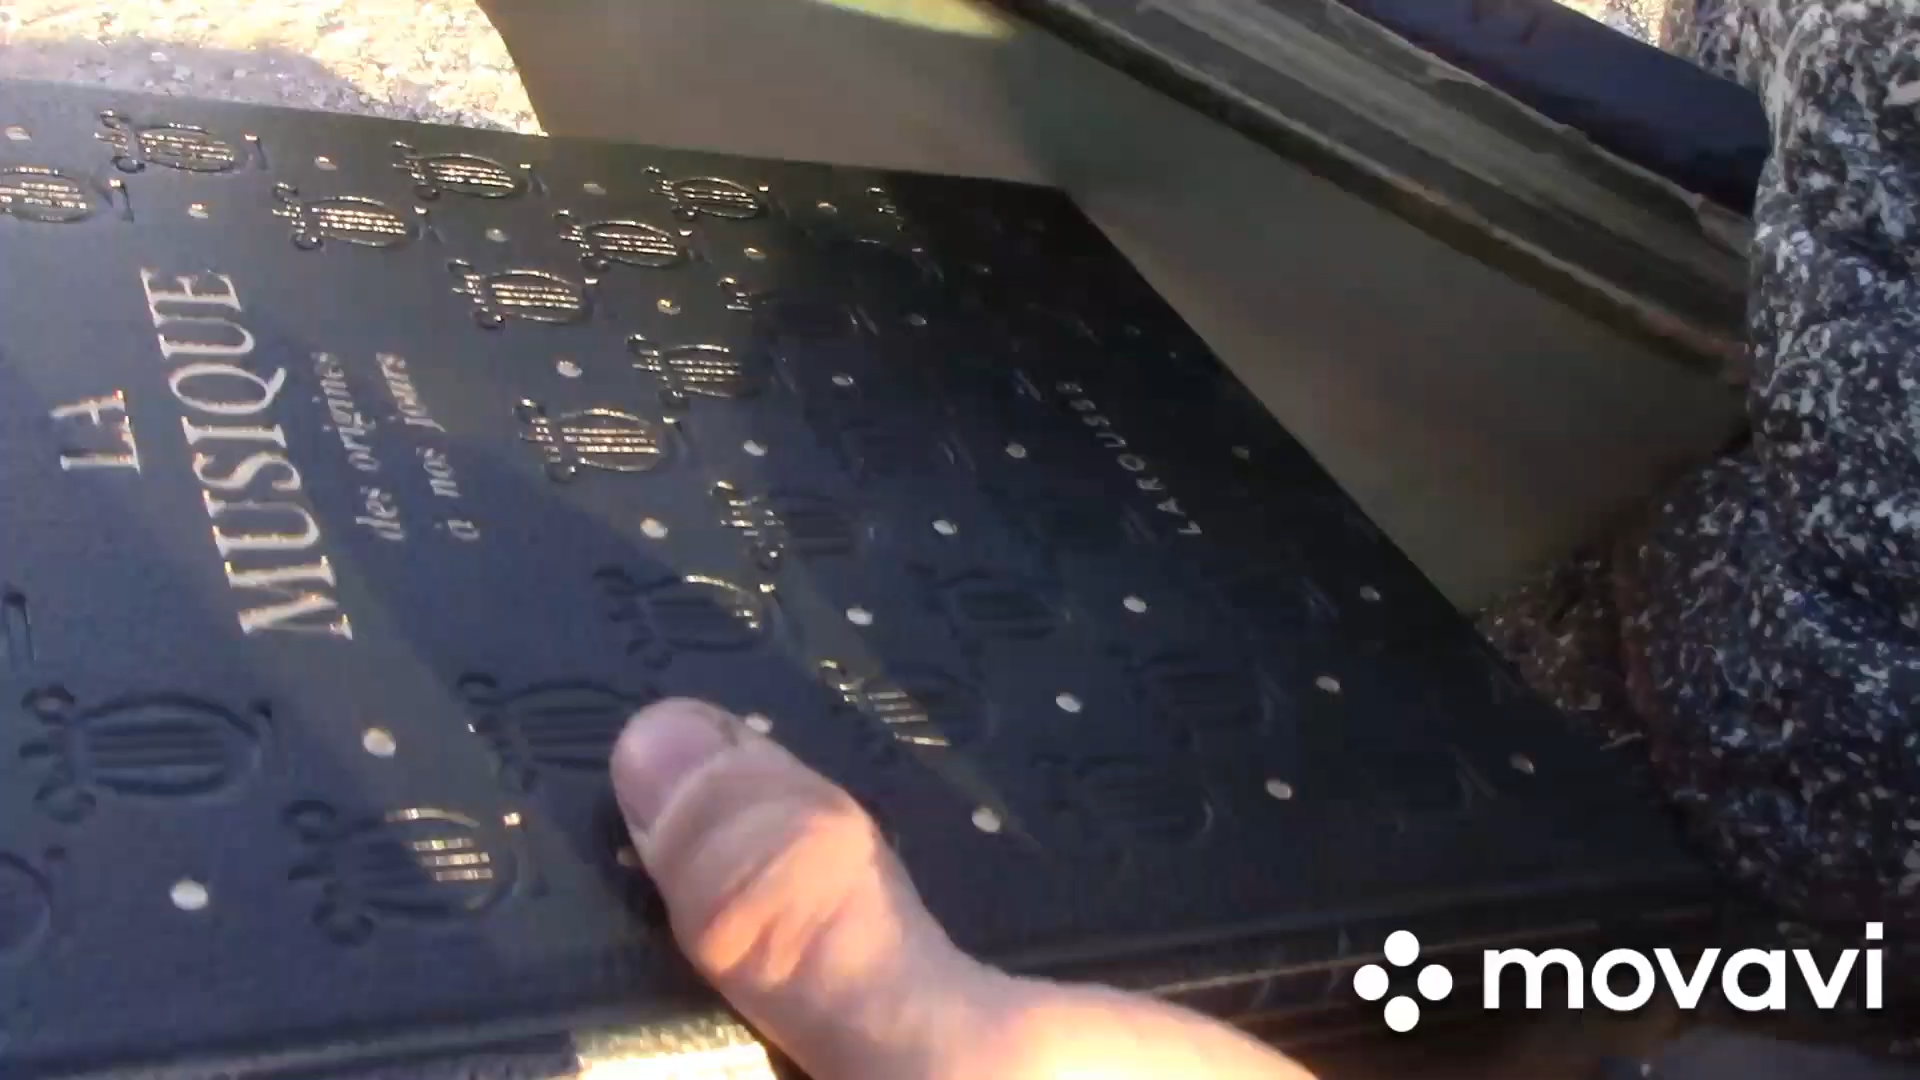 LA
MUSIQUE
des origines
à nos jours
LAROUSSE
movavi